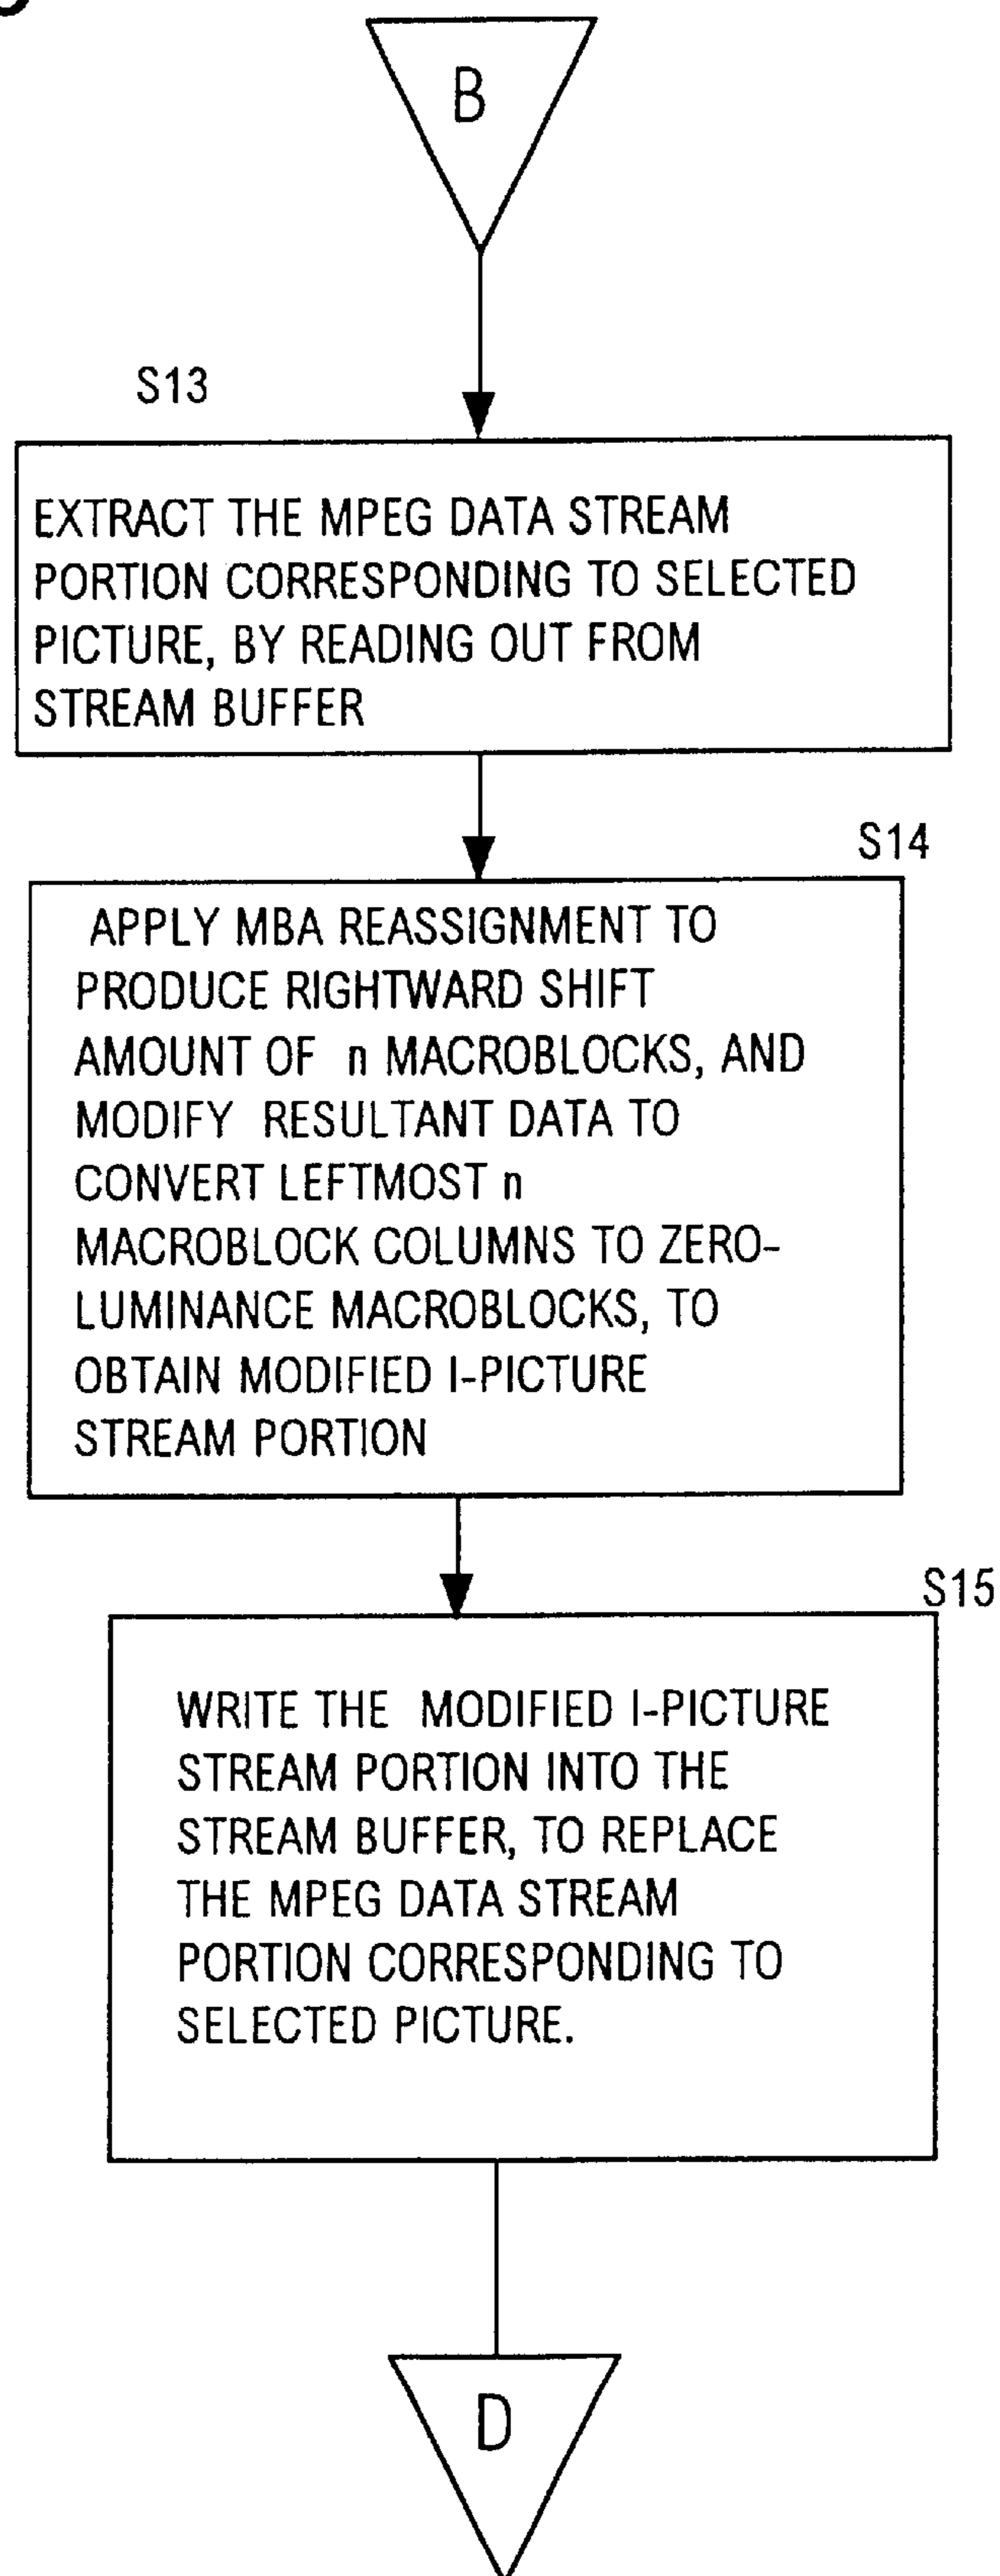 B
S13
EXTRACT THE MPEG DATA STREAM
PORTION CORRESPONDING TO SELECTED
PICTURE, BY READING OUT FROM
STREAM BUFFER
S14
APPLY MBA REASSIGNMENT TO
PRODUCE RIGHTWARD SHIFT
AMOUNT OF n MACROBLOCKS, AND
MODIFY RESULTANT DATA TO
CONVERT LEFTMOST n
MACROBLOCK COLUMNS TO ZERO-
LUMINANCE MACROBLOCKS, TO
OBTAIN MODIFIED I-PICTURE
STREAM PORTION
S15
WRITE THE MODIFIED I-PICTURE
STREAM PORTION INTO THE
STREAM BUFFER, TO REPLACE
THE MPEG DATA STREAM
PORTION CORRESPONDING TO
SELECTED PICTURE.
D